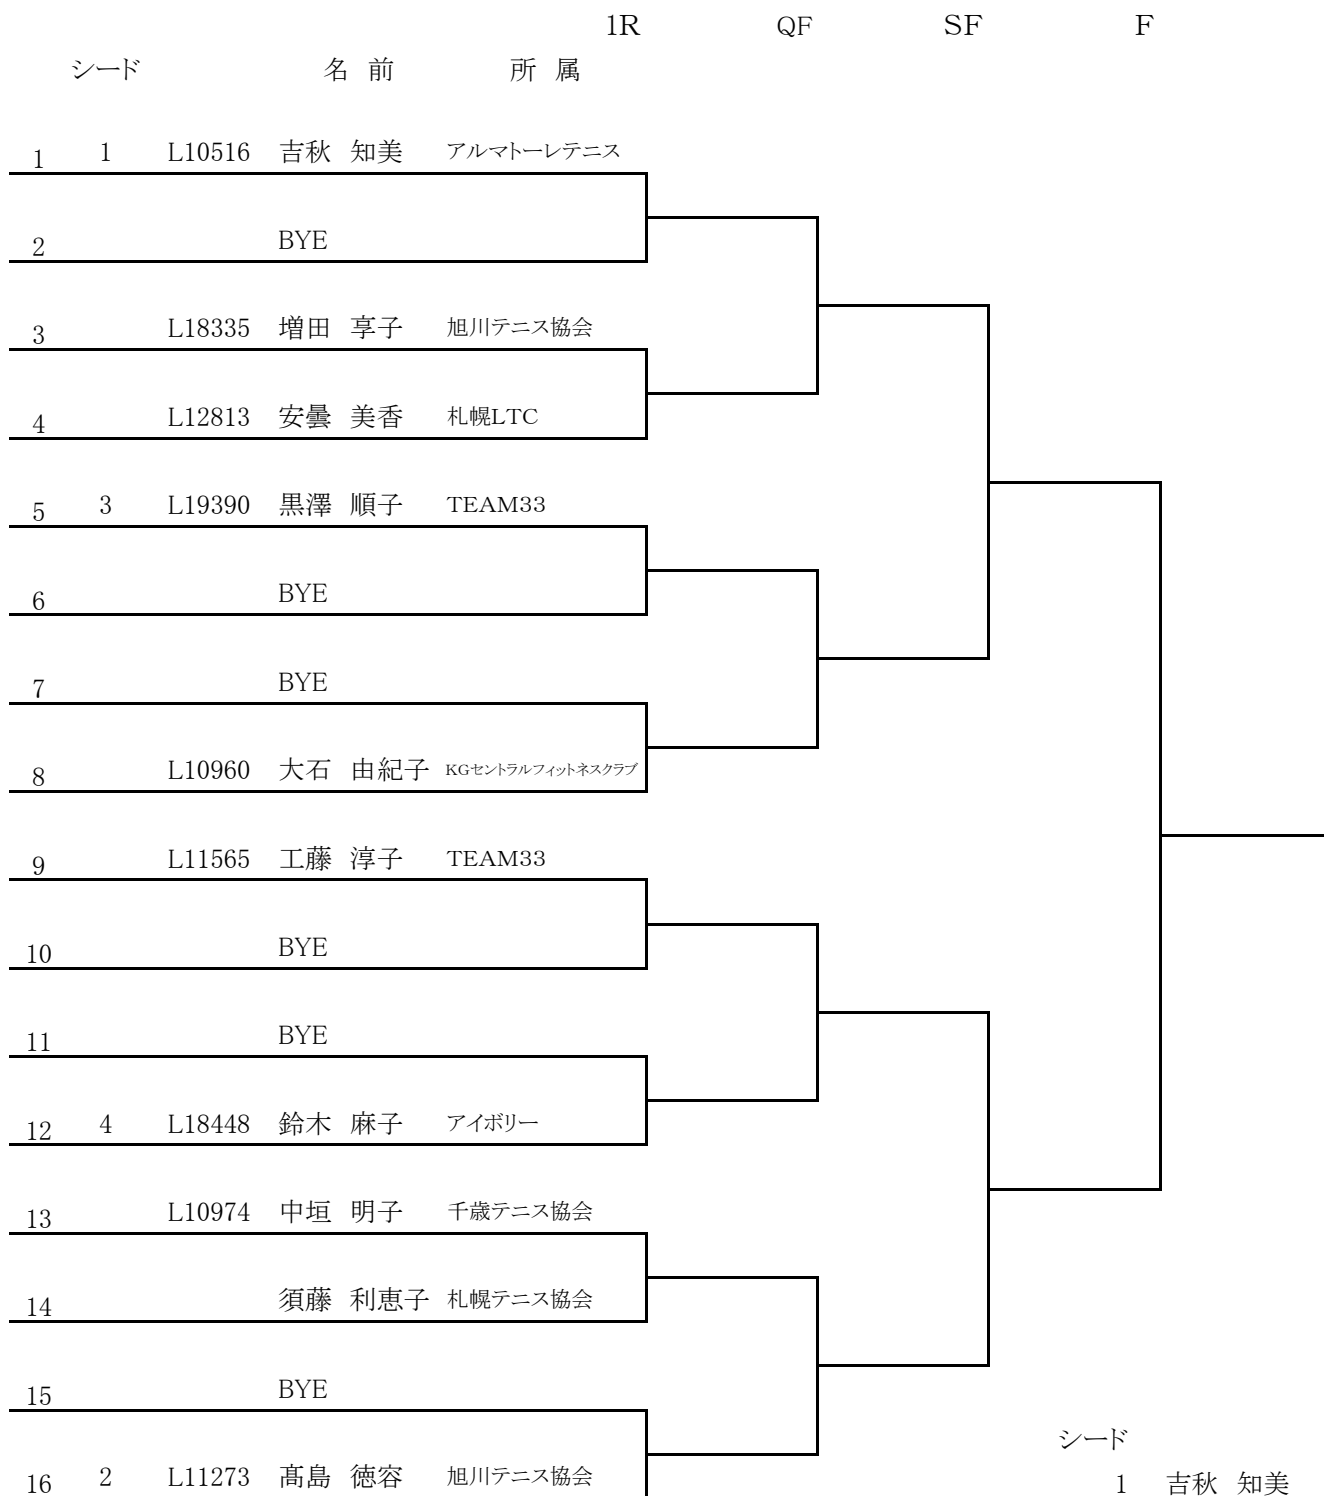 1R QF SF F
シード 名 前 所 属
1 1 L10516 吉秋 知美 アルマトーレテニス
2 BYE
3 L18335 増田 享子 旭川テニス協会
4 L12813 安曇 美香 札幌LTC
5 3 L19390 黒澤 順子 TEAM33
6 BYE
7 BYE
8 L10960 大石 由紀子 KGセントラルフィットネスクラブ
9 L11565 工藤 淳子 TEAM33
10 BYE
11 BYE
12 4 L18448 鈴木 麻子 アイボリー
13 L10974 中垣 明子 千歳テニス協会
14 須藤 利恵子 札幌テニス協会
15 BYE
シード
16 2 L11273 髙島 徳容 旭川テニス協会
1 吉秋 知美